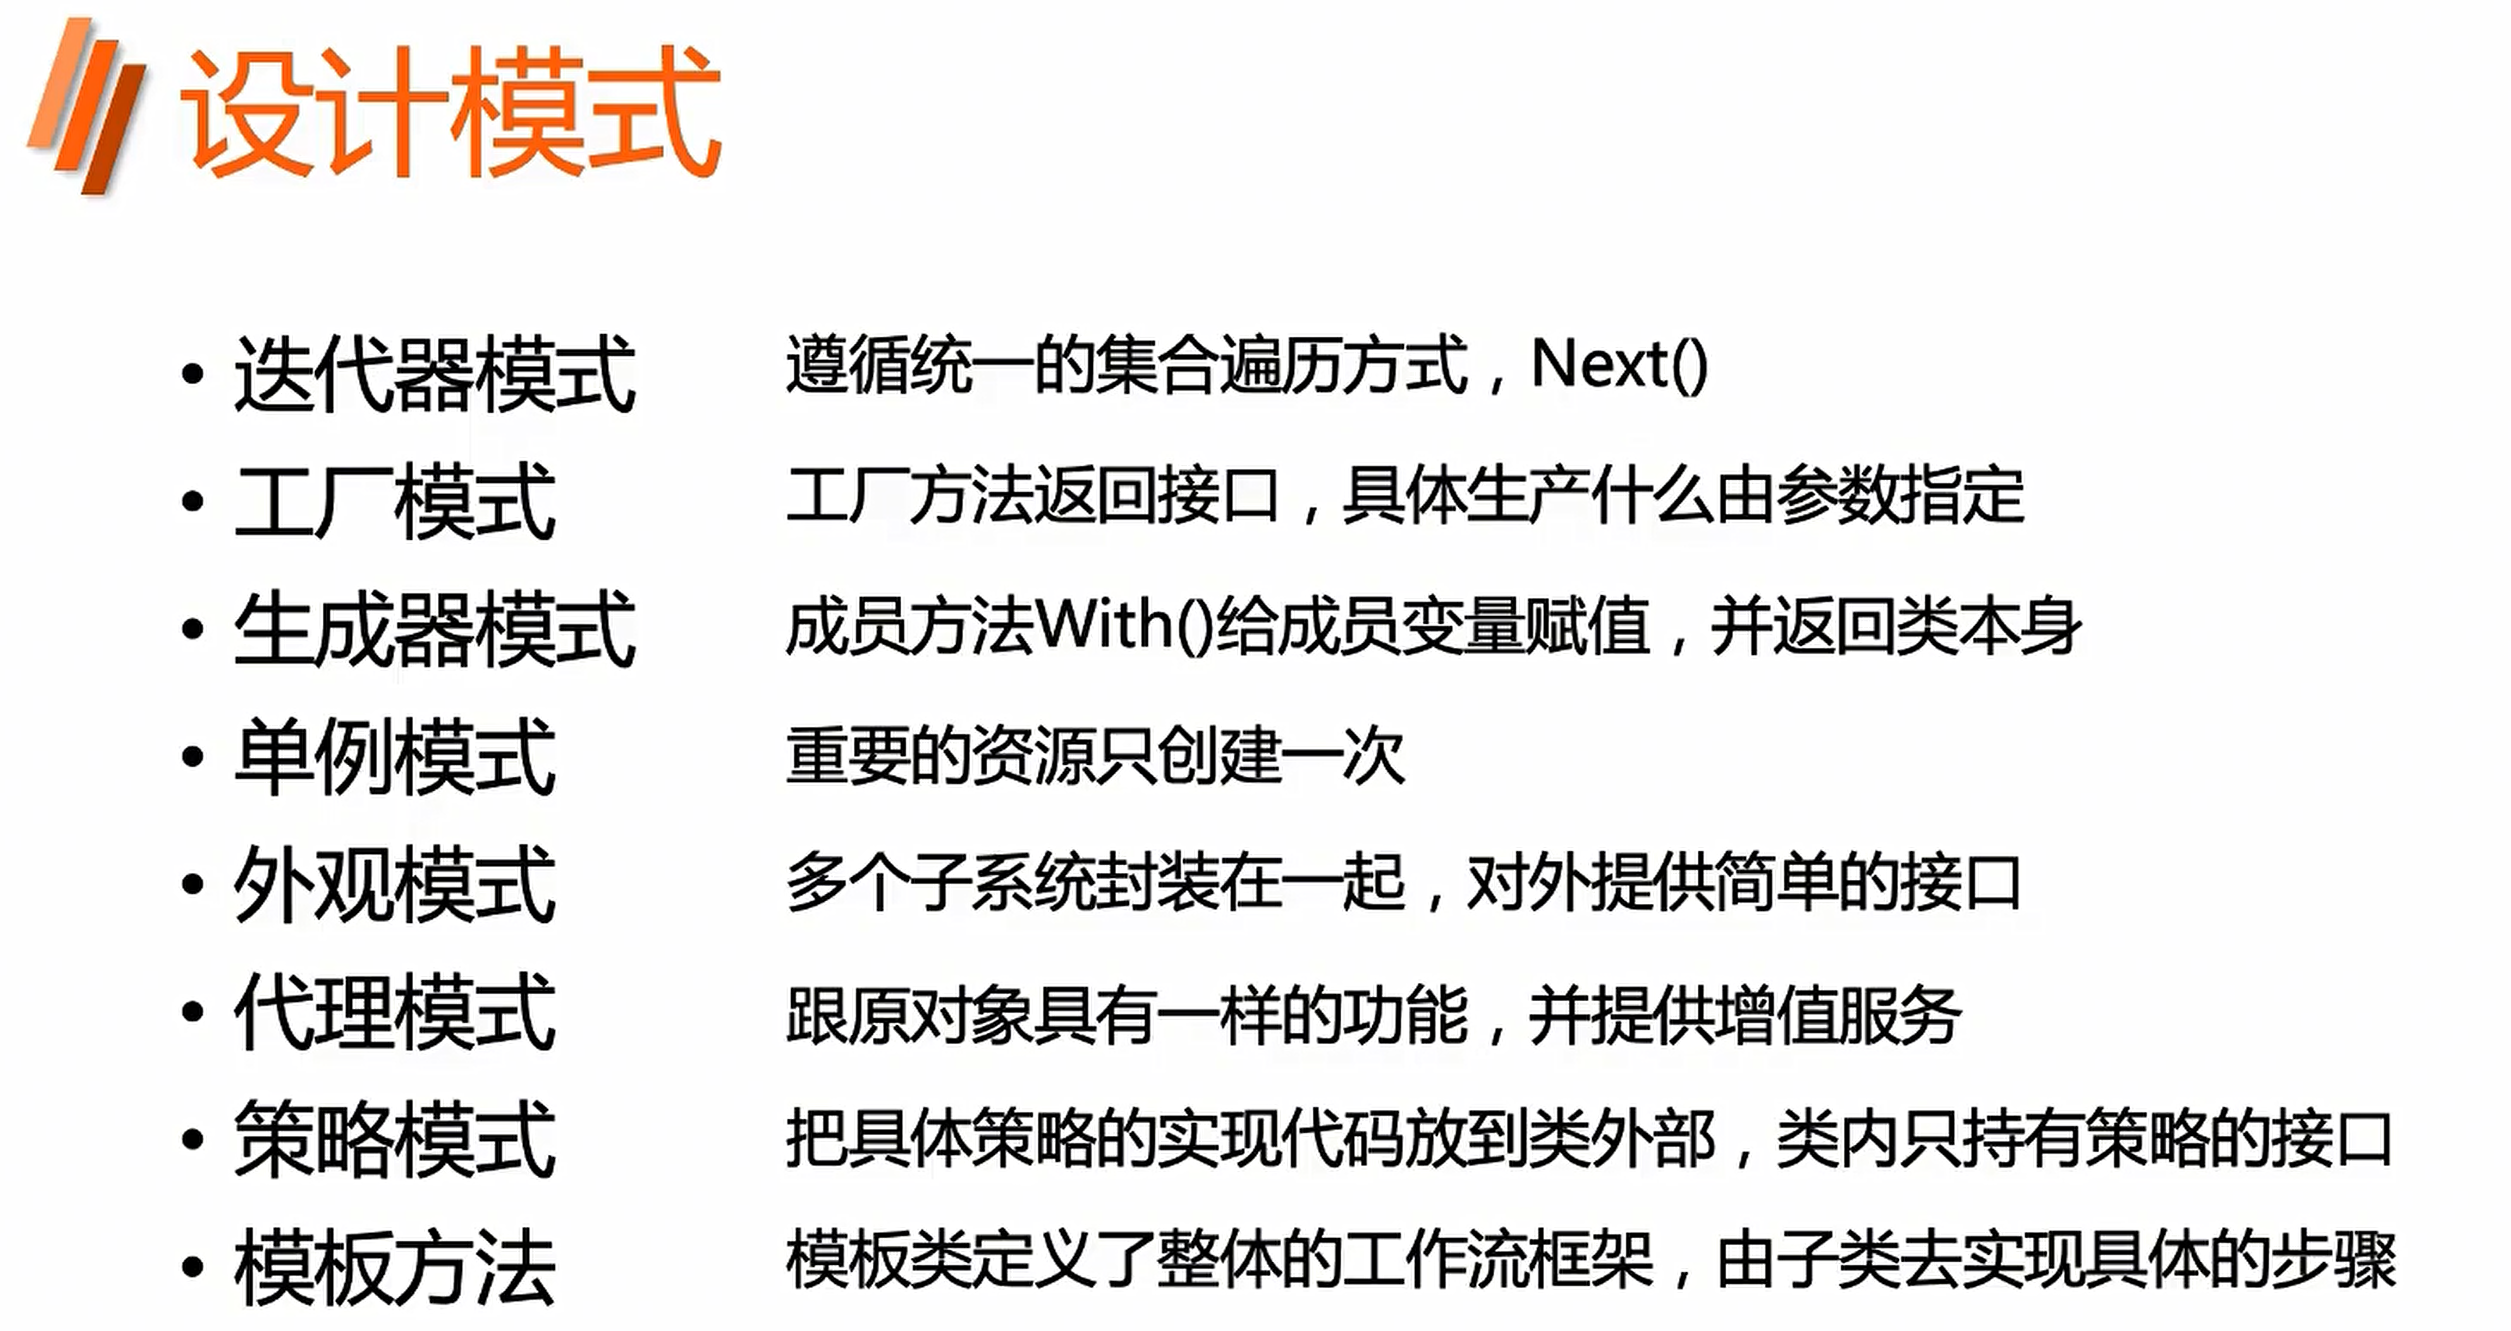 设计模式
• 迭代器模式 遵循统一的集合遍历方式，Next()
• 工厂模式 工厂方法返回接口，具体生产什么由参数指定
• 生成器模式 成员方法With()给成员变量赋值，并返回类本身
• 单例模式 重要的资源只创建一次
• 外观模式 多个子系统封装在一起，对外提供简单的接口
• 代理模式 跟原对象具有一样的功能，并提供增值服务
• 策略模式 把具体策略的实现代码放到类外部，类内只持有策略的接口
• 模板方法 模板类定义了整体的工作流框架，由子类去实现具体的步骤